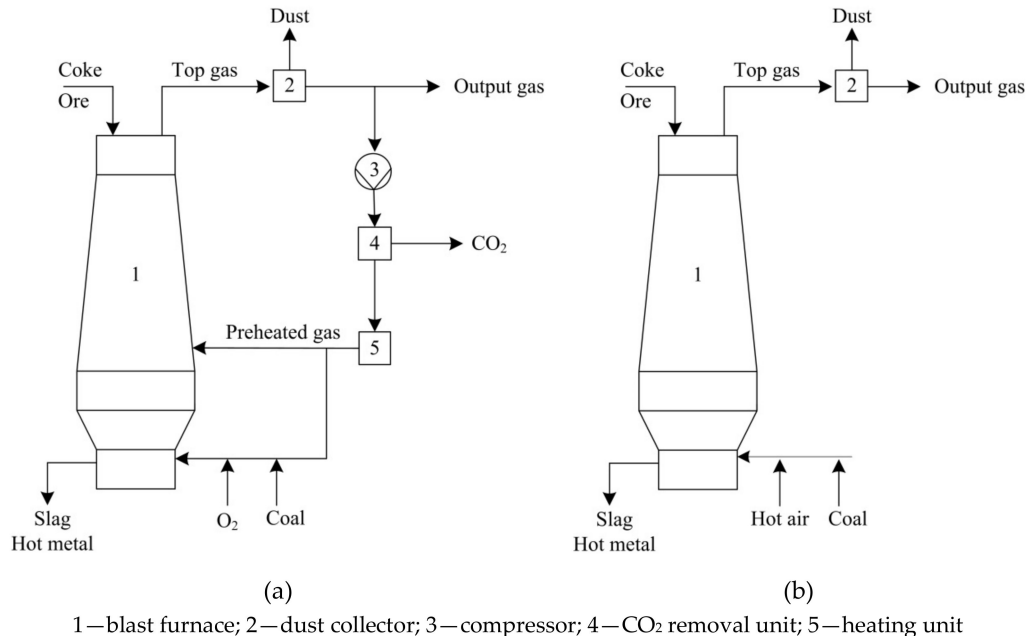 Dust
Coke
Ore
Top gas
2
Output gas
3
4
CO₂
1
Preheated gas
5
Slag
Hot metal
O₂
Coal
(a)
Dust
Coke
Ore
Top gas
2
Output gas
1
Slag
Hot metal
Hot air
Coal
(b)
1—blast furnace; 2—dust collector; 3—compressor; 4—CO₂ removal unit; 5—heating unit